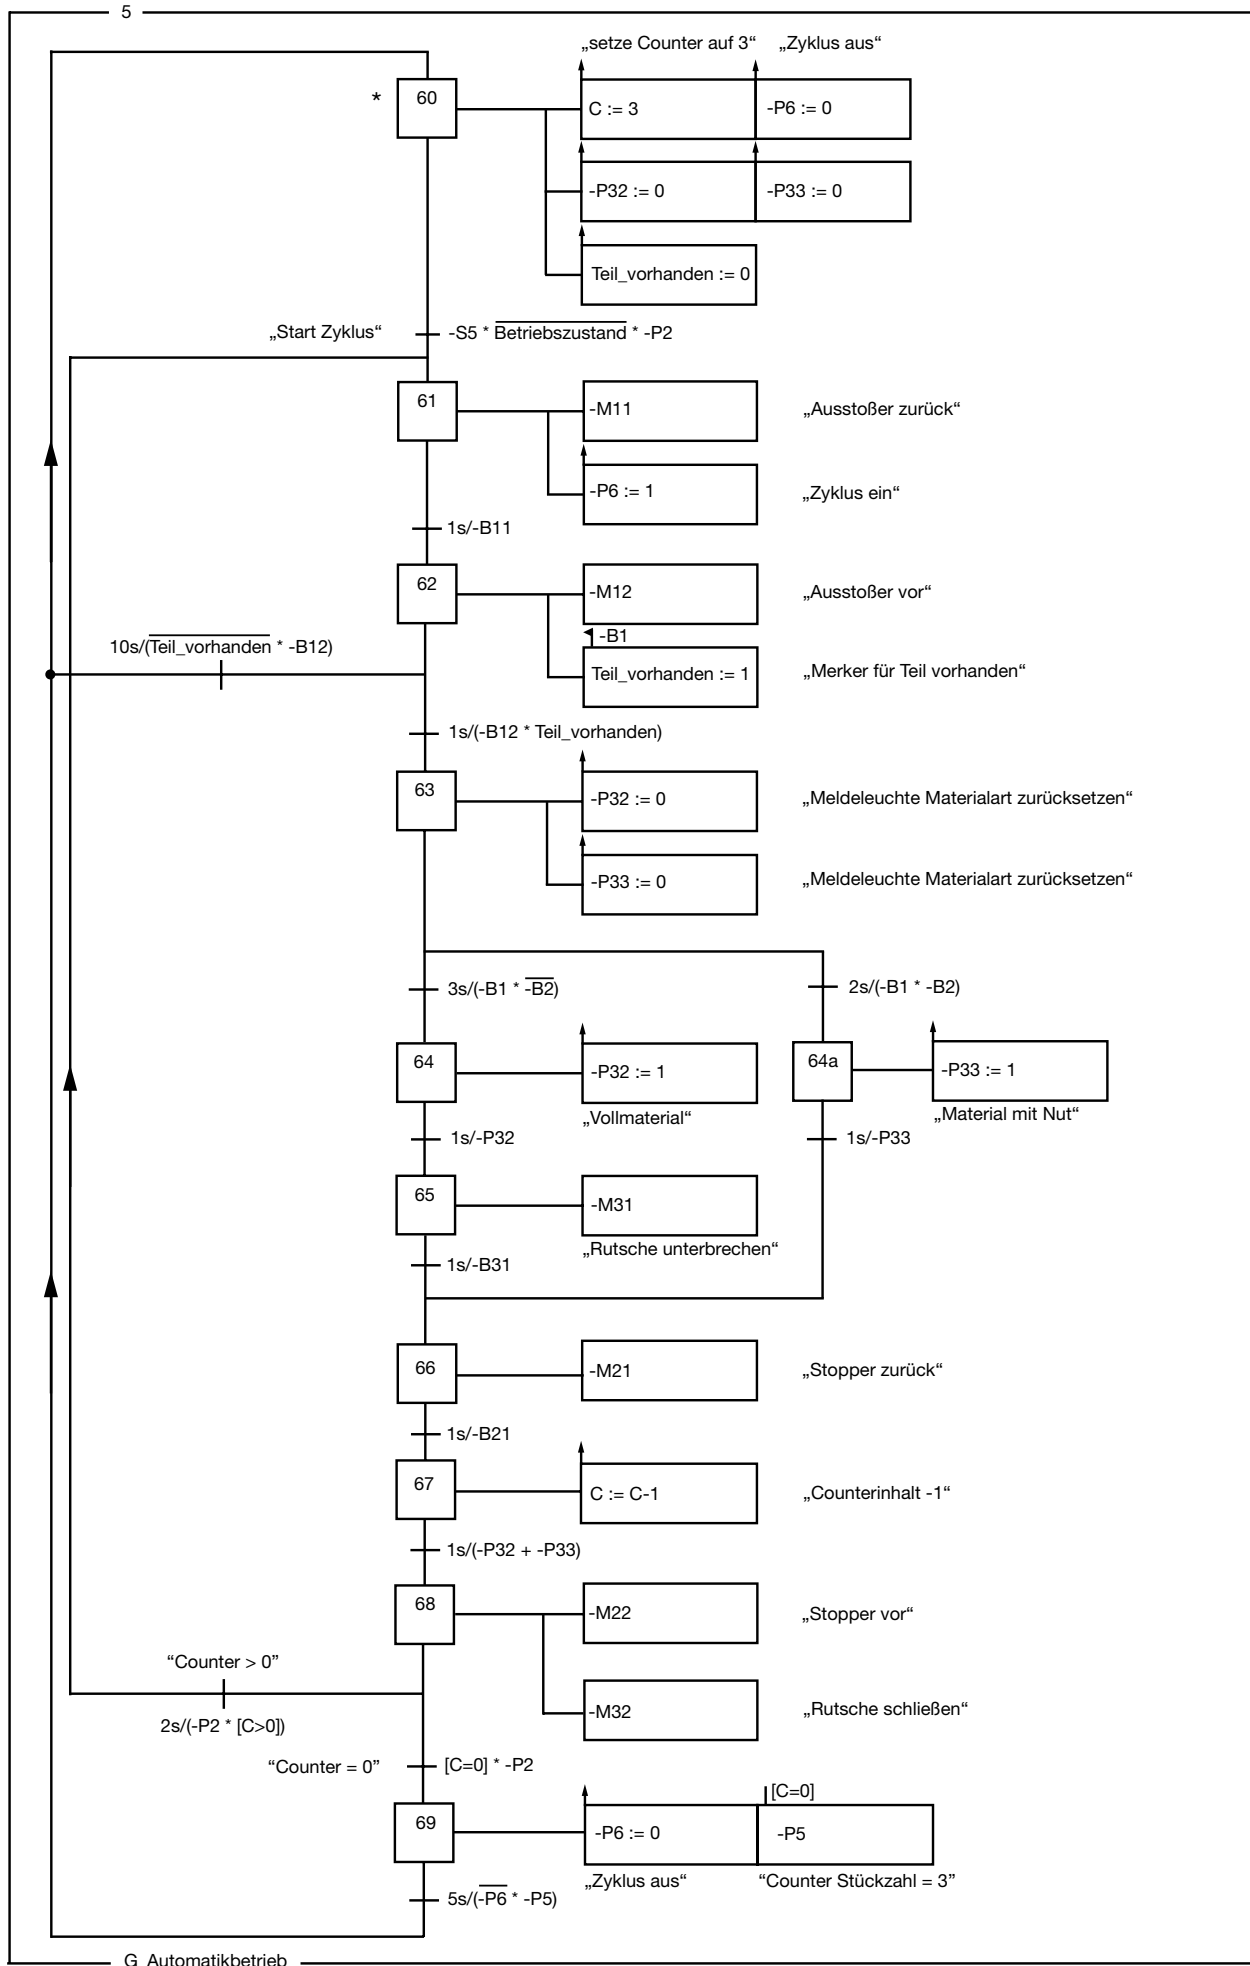 5
„setze Counter auf 3“ „Zyklus aus“
*
60
C := 3
-P6 := 0
-P32 := 0
-P33 := 0
Teil_vorhanden := 0
„Start Zyklus“
-S5 * Betriebszustand * -P2
61
-M11
„Ausstoßer zurück“
-P6 := 1
„Zyklus ein“
1s/-B11
62
-M12
„Ausstoßer vor“
-B1
10s/(Teil_vorhanden * -B12)
Teil_vorhanden := 1
„Merker für Teil vorhanden“
1s/(-B12 * Teil_vorhanden)
63
-P32 := 0
„Meldeleuchte Materialart zurücksetzen“
-P33 := 0
„Meldeleuchte Materialart zurücksetzen“
3s/(-B1 * -B2)
2s/(-B1 * -B2)
64
-P32 := 1
64a
-P33 := 1
„Vollmaterial“
„Material mit Nut“
1s/-P32
1s/-P33
65
-M31
„Rutsche unterbrechen“
1s/-B31
66
-M21
„Stopper zurück“
1s/-B21
67
C := C-1
„Counterinhalt -1“
1s/(-P32 + -P33)
68
-M22
„Stopper vor“
“Counter > 0”
-M32
„Rutsche schließen“
2s/(-P2 * [C>0])
“Counter = 0”
[C=0] * -P2
[C=0]
69
-P6 := 0
-P5
„Zyklus aus“
“Counter Stückzahl = 3”
5s/(-P6 * -P5)
G_Automatikbetrieb